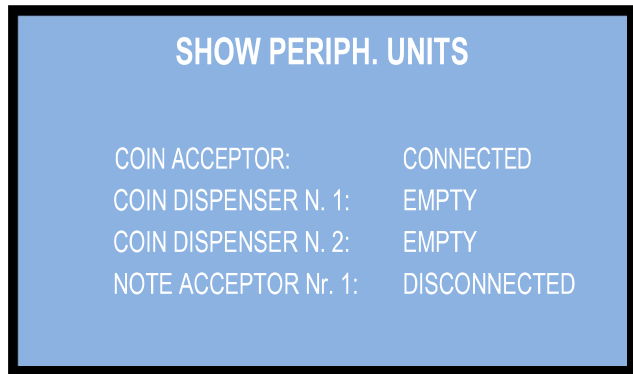 SHOW PERIPH. UNITS
COIN ACCEPTOR: CONNECTED
COIN DISPENSER N. 1: EMPTY
COIN DISPENSER N. 2: EMPTY
NOTE ACCEPTOR Nr. 1: DISCONNECTED